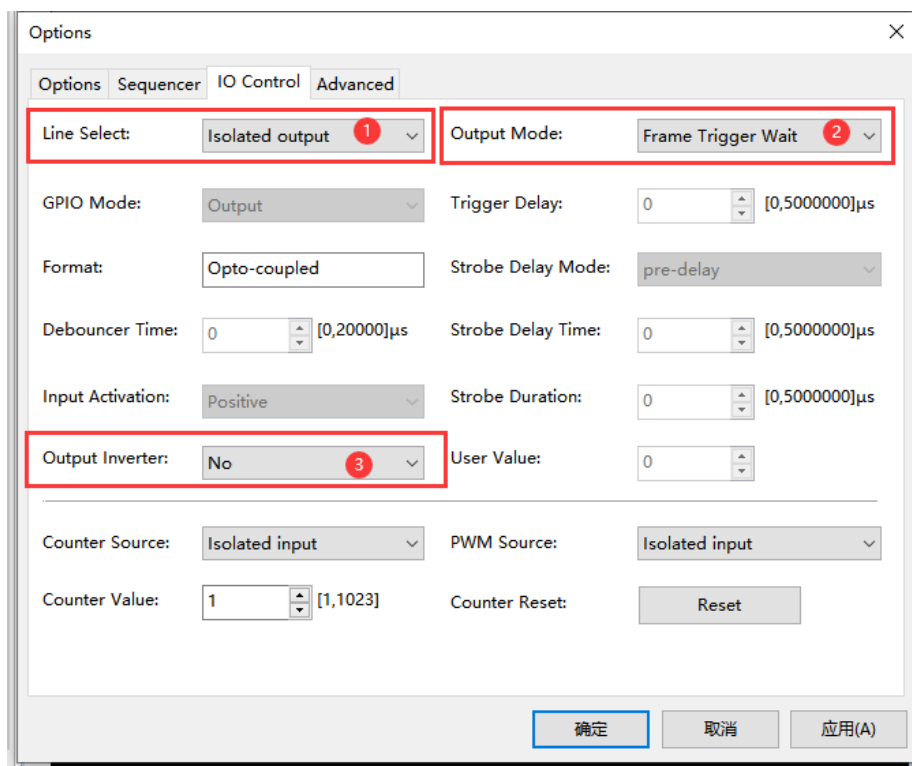 Options
Options Sequencer IO Control Advanced
Line Select: Isolated output 1 Output Mode: Frame Trigger Wait 2
GPIO Mode: Output Trigger Delay: 0 [0,5000000]μs
Format: Opto-coupled Strobe Delay Mode: pre-delay
Debouncer Time: 0 [0,20000]μs Strobe Delay Time: 0 [0,5000000]μs
Input Activation: Positive Strobe Duration: 0 [0,5000000]μs
Output Inverter: No 3 User Value: 0
Counter Source: Isolated input PWM Source: Isolated input
Counter Value: 1 [1,1023] Counter Reset: Reset
确定 取消 应用(A)